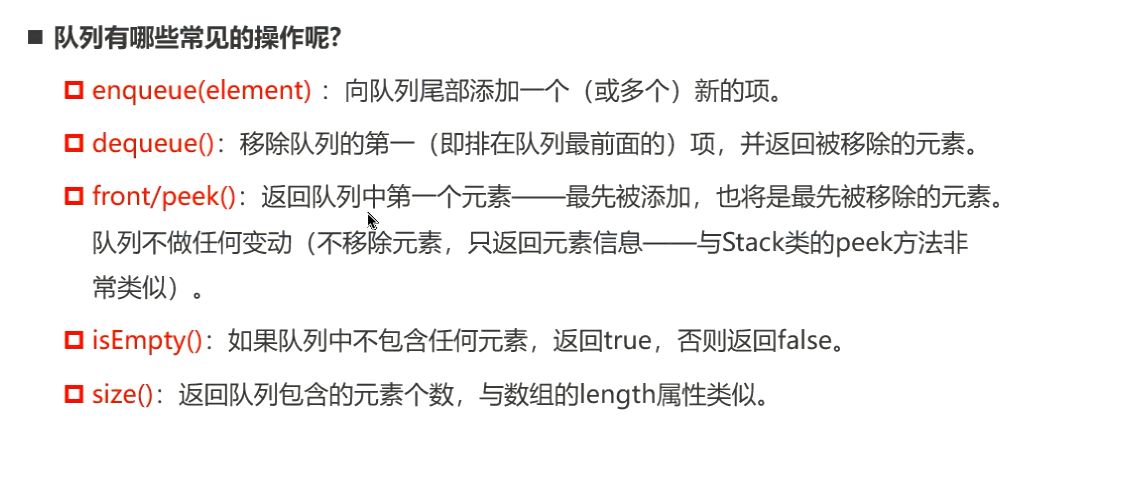 队列有哪些常见的操作呢?
enqueue(element) ：向队列尾部添加一个（或多个）新的项。
dequeue()：移除队列的第一（即排在队列最前面的）项，并返回被移除的元素。
front/peek()：返回队列中第一个元素——最先被添加，也将是最先被移除的元素。
队列不做任何变动（不移除元素，只返回元素信息——与Stack类的peek方法非
常类似）。
isEmpty()：如果队列中不包含任何元素，返回true，否则返回false。
size()：返回队列包含的元素个数，与数组的length属性类似。